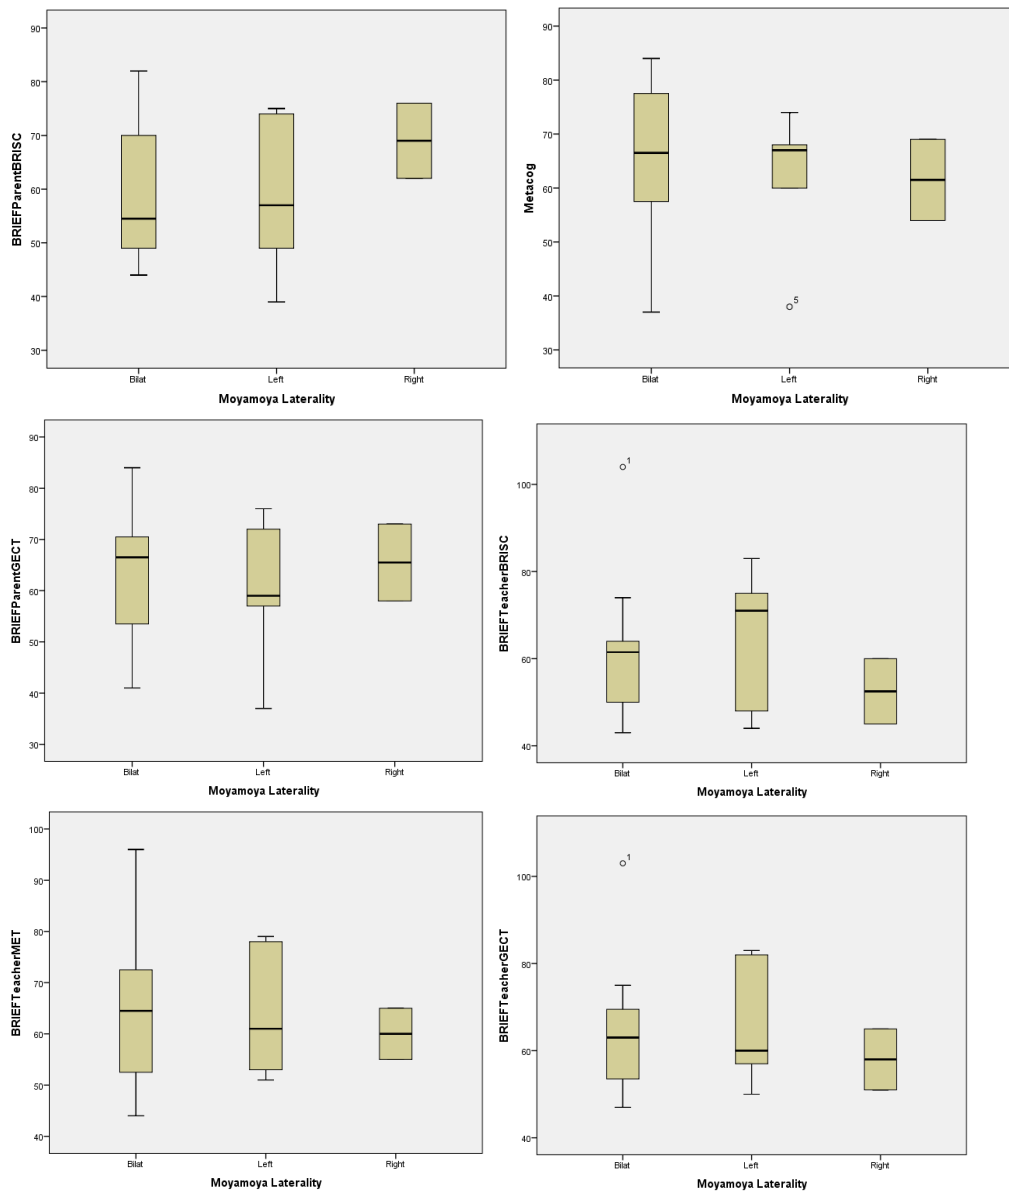 90
80
70
60
50
40
30
BRIEFParentBRISC
Bilat
Left
Right
Moyamoya Laterality
90
80
70
60
50
40
30
Metacog
5
Bilat
Left
Right
Moyamoya Laterality
90
80
70
60
50
40
30
BRIEFParentGECT
Bilat
Left
Right
Moyamoya Laterality
100
80
60
40
BRIEFTeacherBRISC
1
Bilat
Left
Right
Moyamoya Laterality
100
90
80
70
60
50
40
BRIEFTeacherMET
Bilat
Left
Right
Moyamoya Laterality
100
80
60
40
BRIEFTeacherGECT
1
Bilat
Left
Right
Moyamoya Laterality